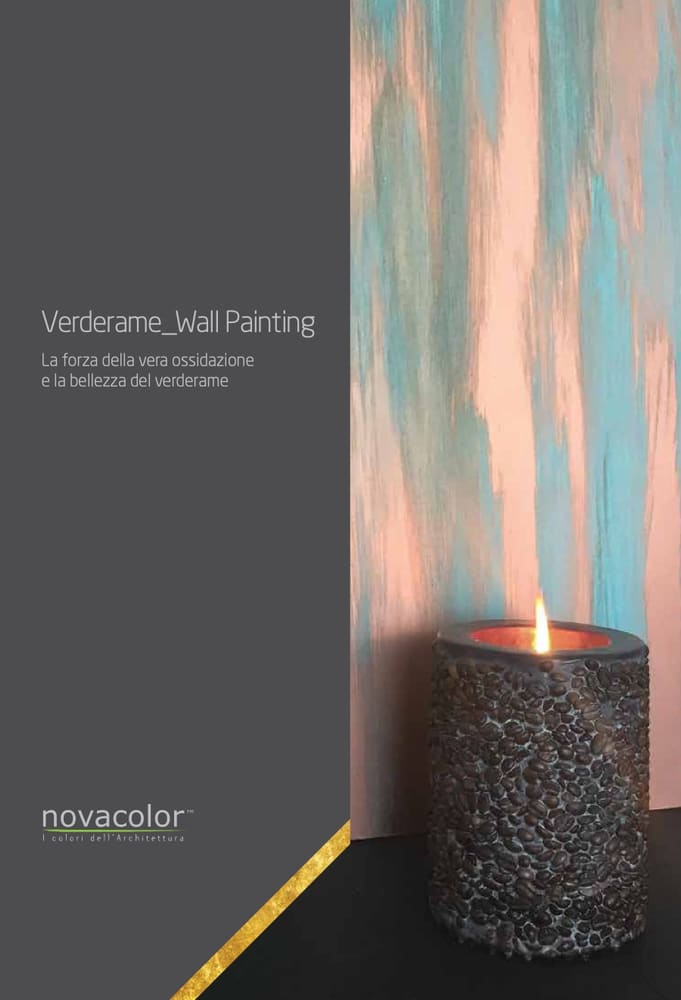 Verderame_Wall Painting
La forza della vera ossidazione
e la bellezza del verderame
novacolor™
I colori dell'Architettura